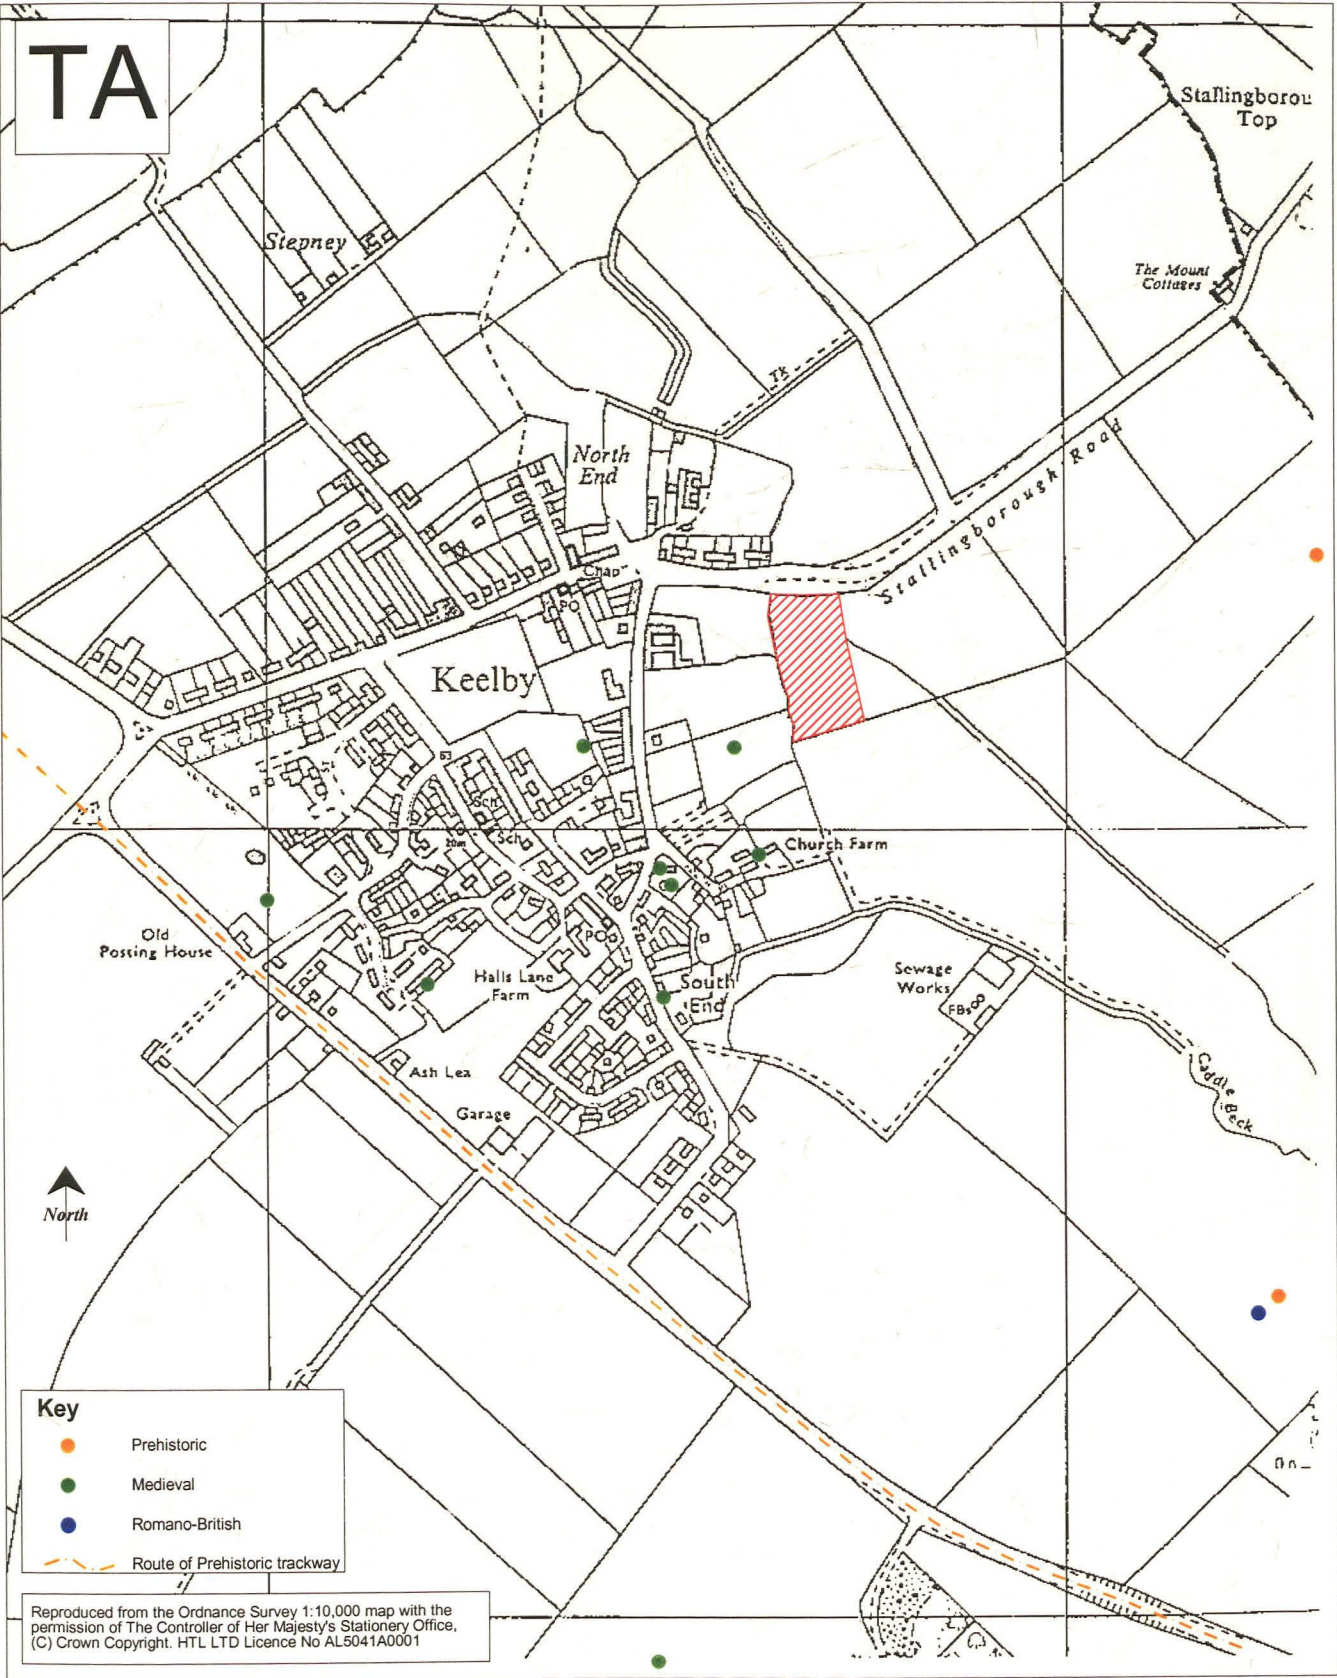 TA
Stallingborou
Top
Stepney
The Mount
Cottages
Tk
North
End
Stallingborough Road
Chap
PO
Keelby
Sch
Sch
20m
Church Farm
Old
Posting House
PO
Halls Lane
Farm
South
End
Sewage
Works
FBs
Ash Lea
Garage
Caddle Beck
North
Key
Prehistoric
Medieval
Romano-British
Route of Prehistoric trackway
Reproduced from the Ordnance Survey 1:10,000 map with the
permission of The Controller of Her Majesty's Stationery Office,
(C) Crown Copyright. HTL LTD Licence No AL5041A0001